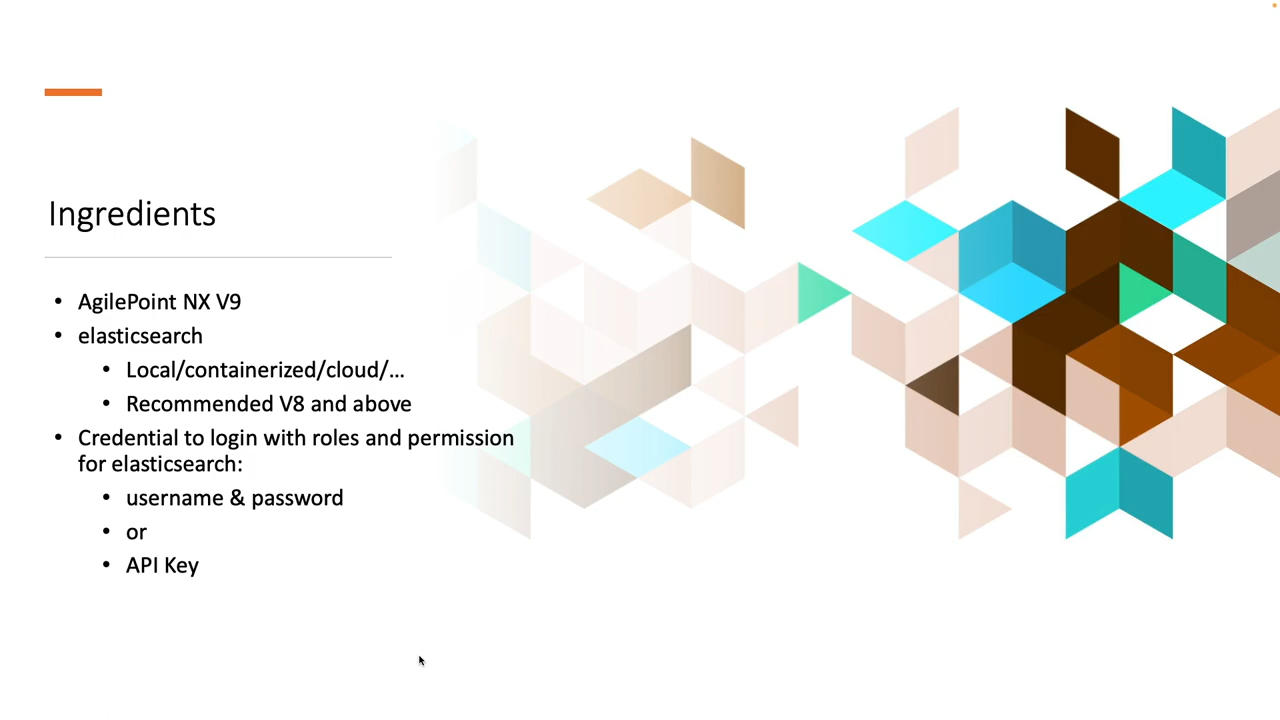 Ingredients
• AgilePoint NX V9
• elasticsearch
• Local/containerized/cloud/...
• Recommended V8 and above
• Credential to login with roles and permission
for elasticsearch:
• username & password
• or
• API Key